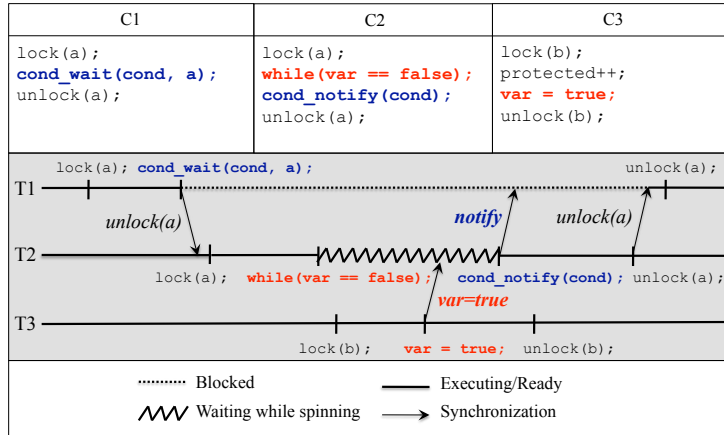 C1 C2 C3
lock(a); lock(a); lock(b);
cond_wait(cond, a); while(var == false); protected++;
unlock(a); cond_notify(cond); var = true;
unlock(a); unlock(b);
lock(a); cond_wait(cond, a); unlock(a);
T1
unlock(a) notify unlock(a)
T2
lock(a); while(var == false); cond_notify(cond); unlock(a);
var=true
T3
lock(b); var = true; unlock(b);
Blocked Executing/Ready
Waiting while spinning Synchronization